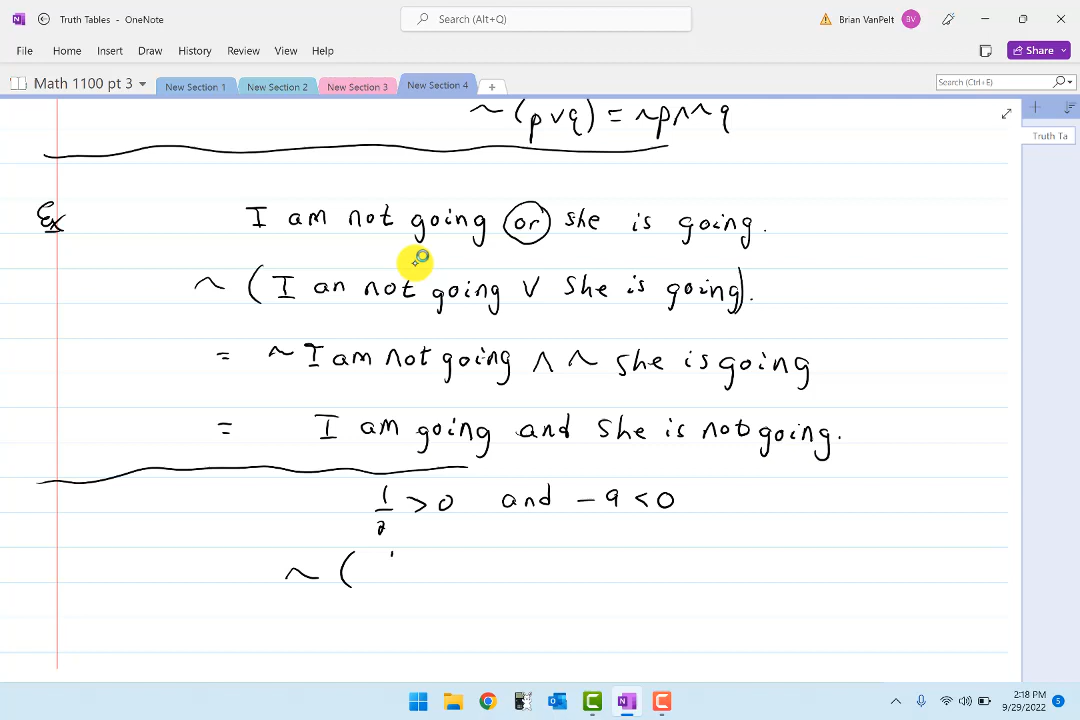 Truth Tables - OneNote
Search (Alt+Q)
Brian VanPelt
BV
File Home Insert Draw History Review View Help
Share
Math 1100 pt 3
New Section 1
New Section 2
New Section 3
New Section 4
+
Search (Ctrl+E)
Truth Ta
~(p∨q) = ~p∧~q
Ex
I am not going or she is going.
~ (I an not going ∨ She is going).
= ~ I am not going ∧ ~ she is going
= I am going and She is not going.
1/2 > 0 and -9 < 0
~ (
2:18 PM
9/29/2022
5